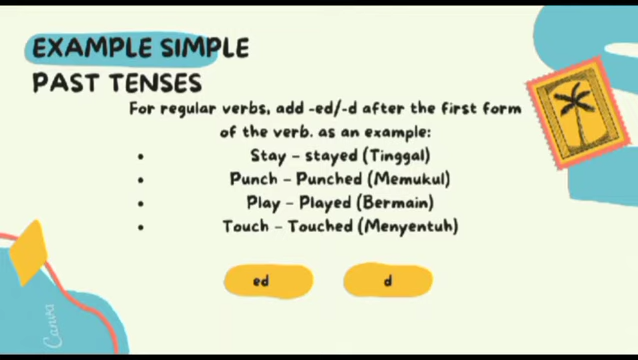 EXAMPLE SIMPLE
PAST TENSES
For regular verbs, add -ed/-d after the first form
of the verb. as an example:
• Stay - stayed (Tinggal)
• Punch - Punched (Memukul)
• Play - Played (Bermain)
• Touch - Touched (Menyentuh)
ed
d
Canva